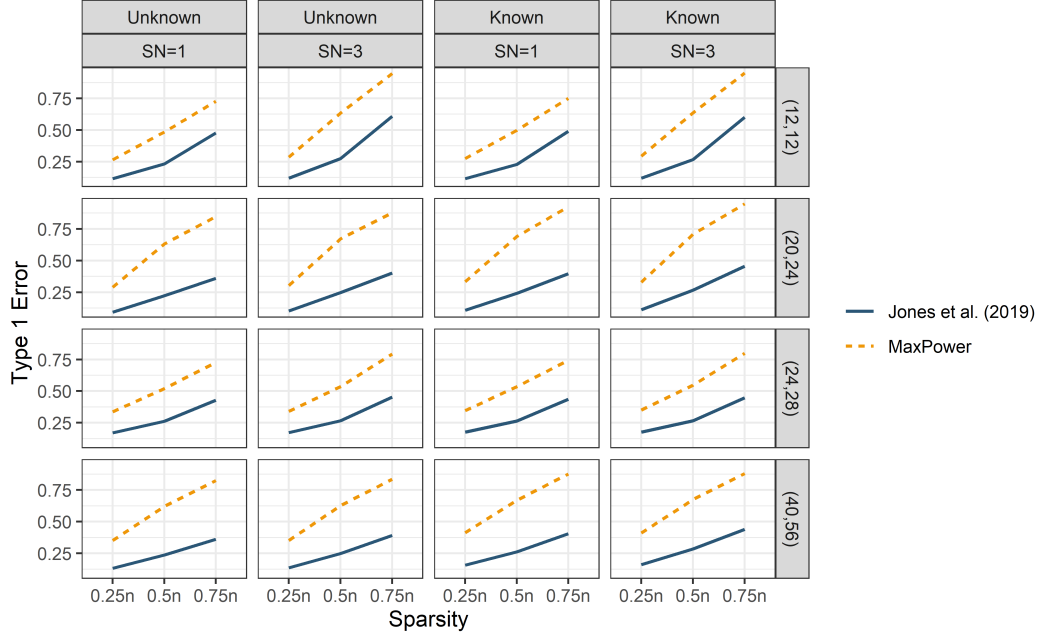 Unknown
Unknown
Known
Known
SN=1
SN=3
SN=1
SN=3
0.75
0.50
0.25
(12,12)
0.75
0.50
0.25
(20,24)
0.75
0.50
0.25
(24,28)
0.75
0.50
0.25
(40,56)
0.25n 0.5n 0.75n
0.25n 0.5n 0.75n
0.25n 0.5n 0.75n
0.25n 0.5n 0.75n
Sparsity
Type 1 Error
Jones et al. (2019)
MaxPower